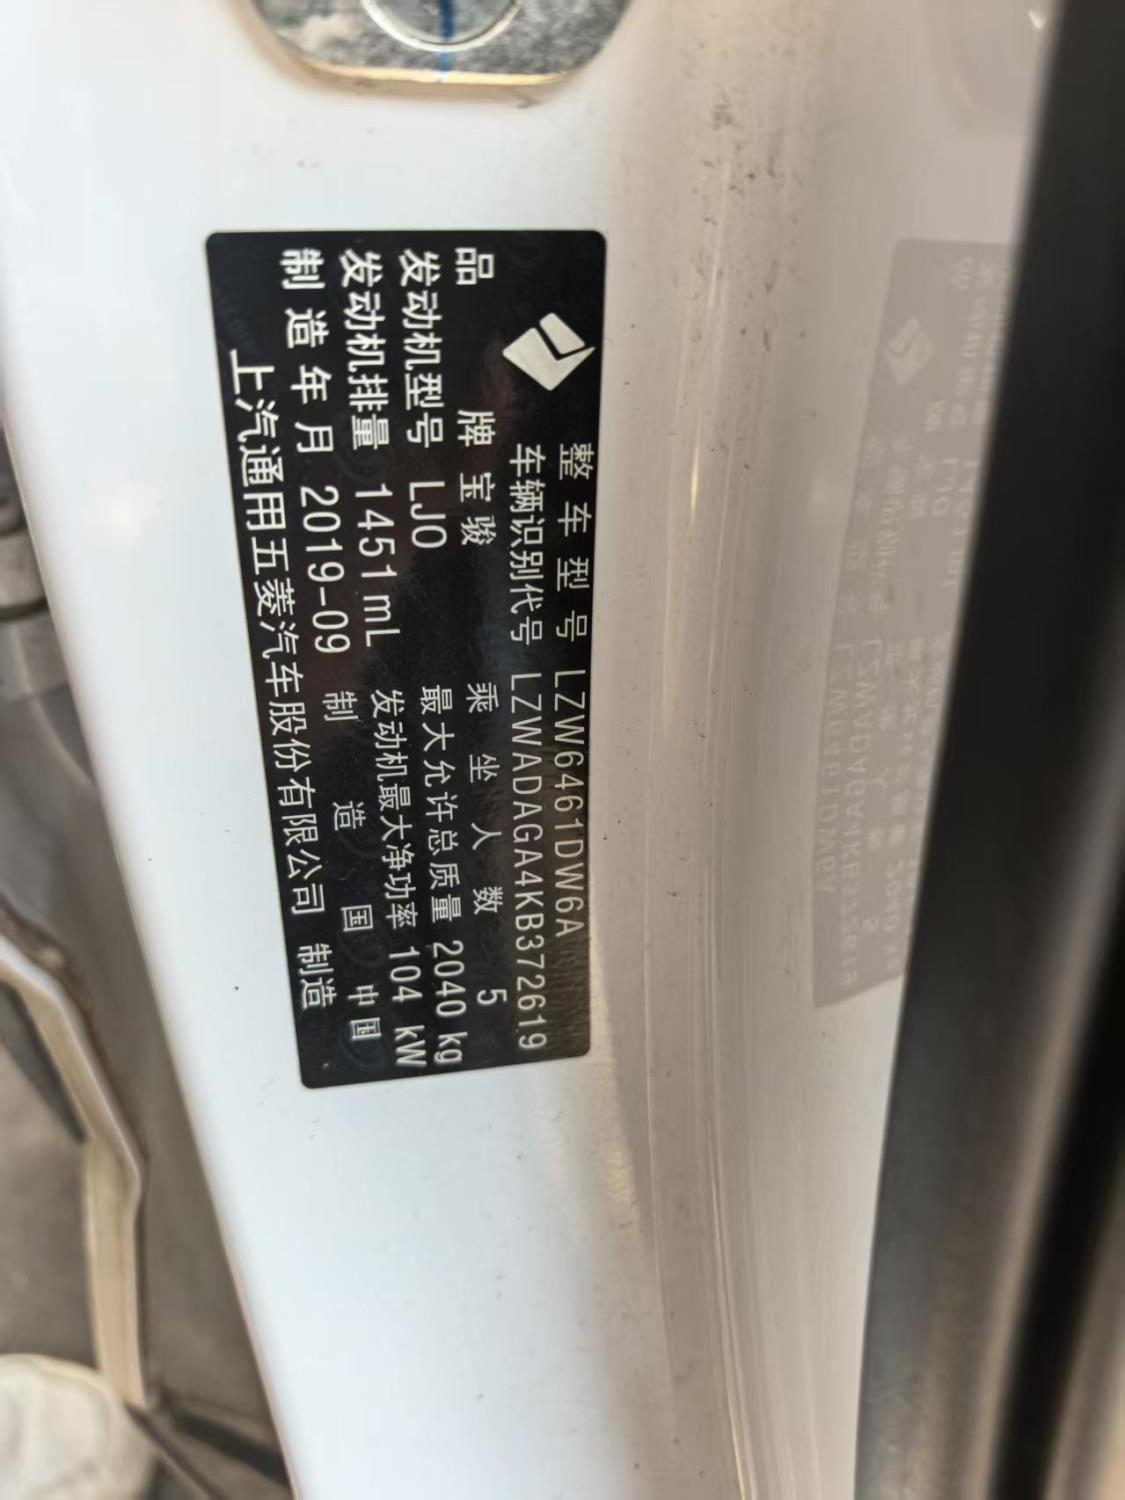 整车型号 LZW6461DW6A
车辆识别代号 LZWADAGA4KB372619
品牌 宝骏 乘坐人数 5
发动机型号 LJO 最大允许总质量 2040 kg
发动机排量 1451 mL 发动机最大净功率 104 kW
制造年月 2019-09 制造国 中国
上汽通用五菱汽车股份有限公司 制造